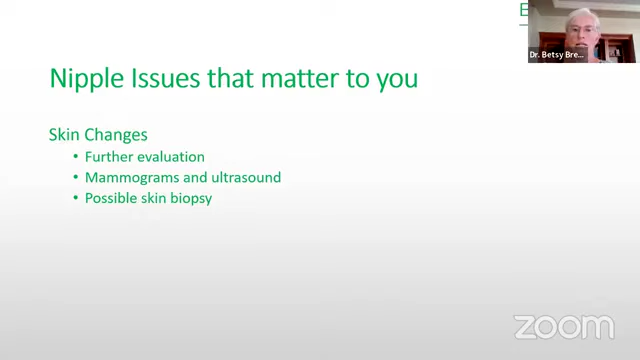 E
Dr. Betsy Bre...
Nipple Issues that matter to you
Skin Changes
• Further evaluation
• Mammograms and ultrasound
• Possible skin biopsy
zoom